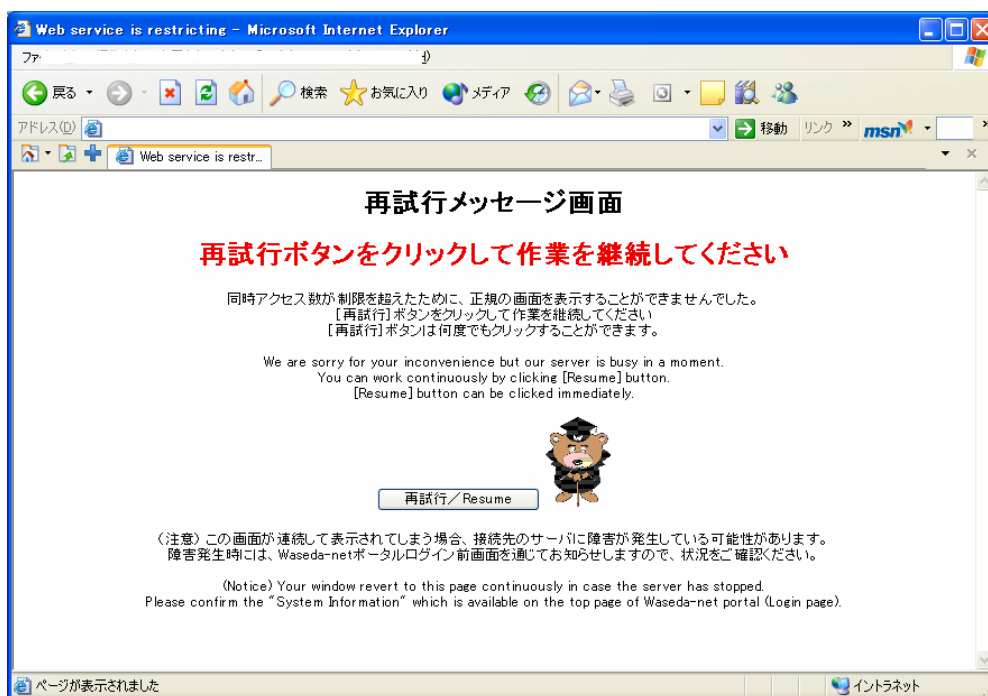 Web service is restricting - Microsoft Internet Explorer
ファ
戻る
検索
お気に入り
メディア
アドレス(D)
移動
リンク
»
msn
»
Web service is restr...
再試行メッセージ画面
再試行ボタンをクリックして作業を継続してください
同時アクセス数が制限を超えたために、正規の画面を表示することができませんでした。
[再試行]ボタンをクリックして作業を継続してください
[再試行]ボタンは何度でもクリックすることができます。
We are sorry for your inconvenience but our server is busy in a moment.
You can work continuously by clicking [Resume] button.
[Resume] button can be clicked immediately.
再試行／Resume
（注意）この画面が連続して表示されてしまう場合、接続先のサーバに障害が発生している可能性があります。
障害発生時には、Waseda-netポータルログイン前画面を通じてお知らせしますので、状況をご確認ください。
(Notice) Your window revert to this page continuously in case the server has stopped.
Please confirm the "System Information" which is available on the top page of Waseda-net portal (Login page).
ページが表示されました
イントラネット